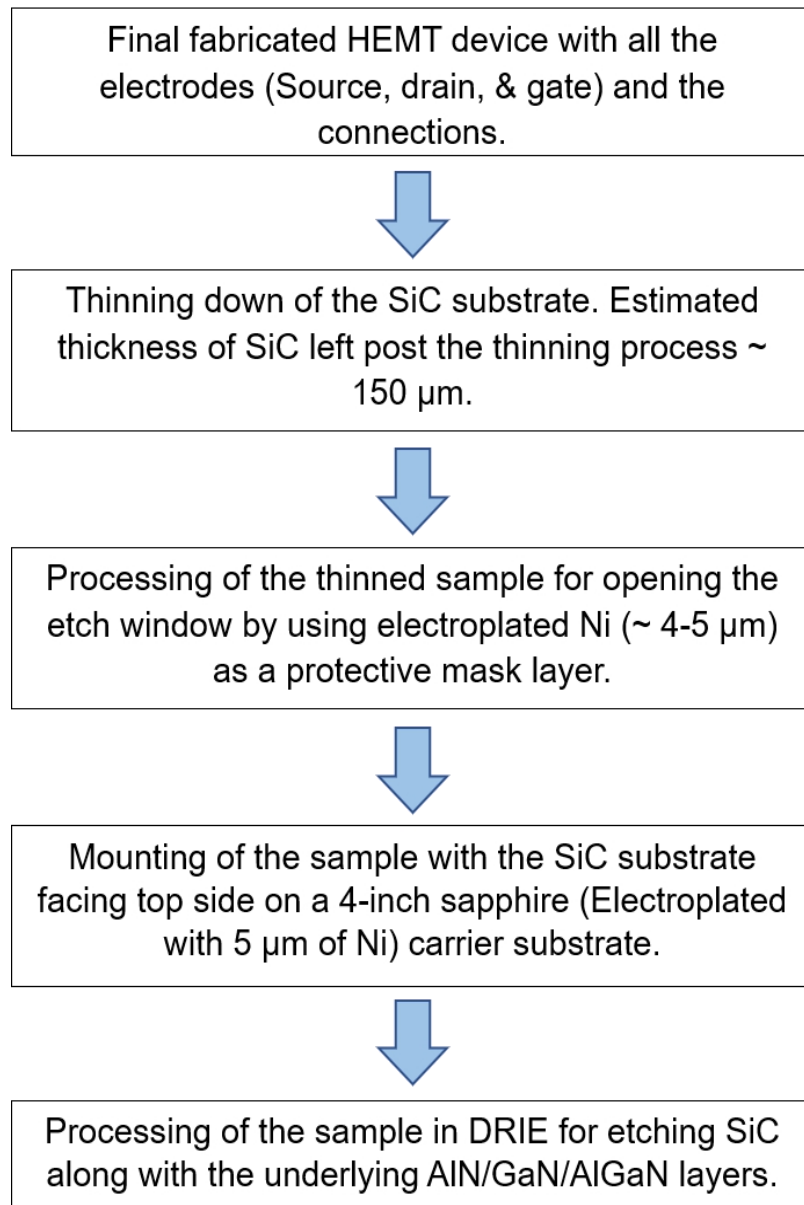 Final fabricated HEMT device with all the
electrodes (Source, drain, & gate) and the
connections.
Thinning down of the SiC substrate. Estimated
thickness of SiC left post the thinning process ~
150 µm.
Processing of the thinned sample for opening the
etch window by using electroplated Ni (~ 4-5 µm)
as a protective mask layer.
Mounting of the sample with the SiC substrate
facing top side on a 4-inch sapphire (Electroplated
with 5 µm of Ni) carrier substrate.
Processing of the sample in DRIE for etching SiC
along with the underlying AlN/GaN/AlGaN layers.